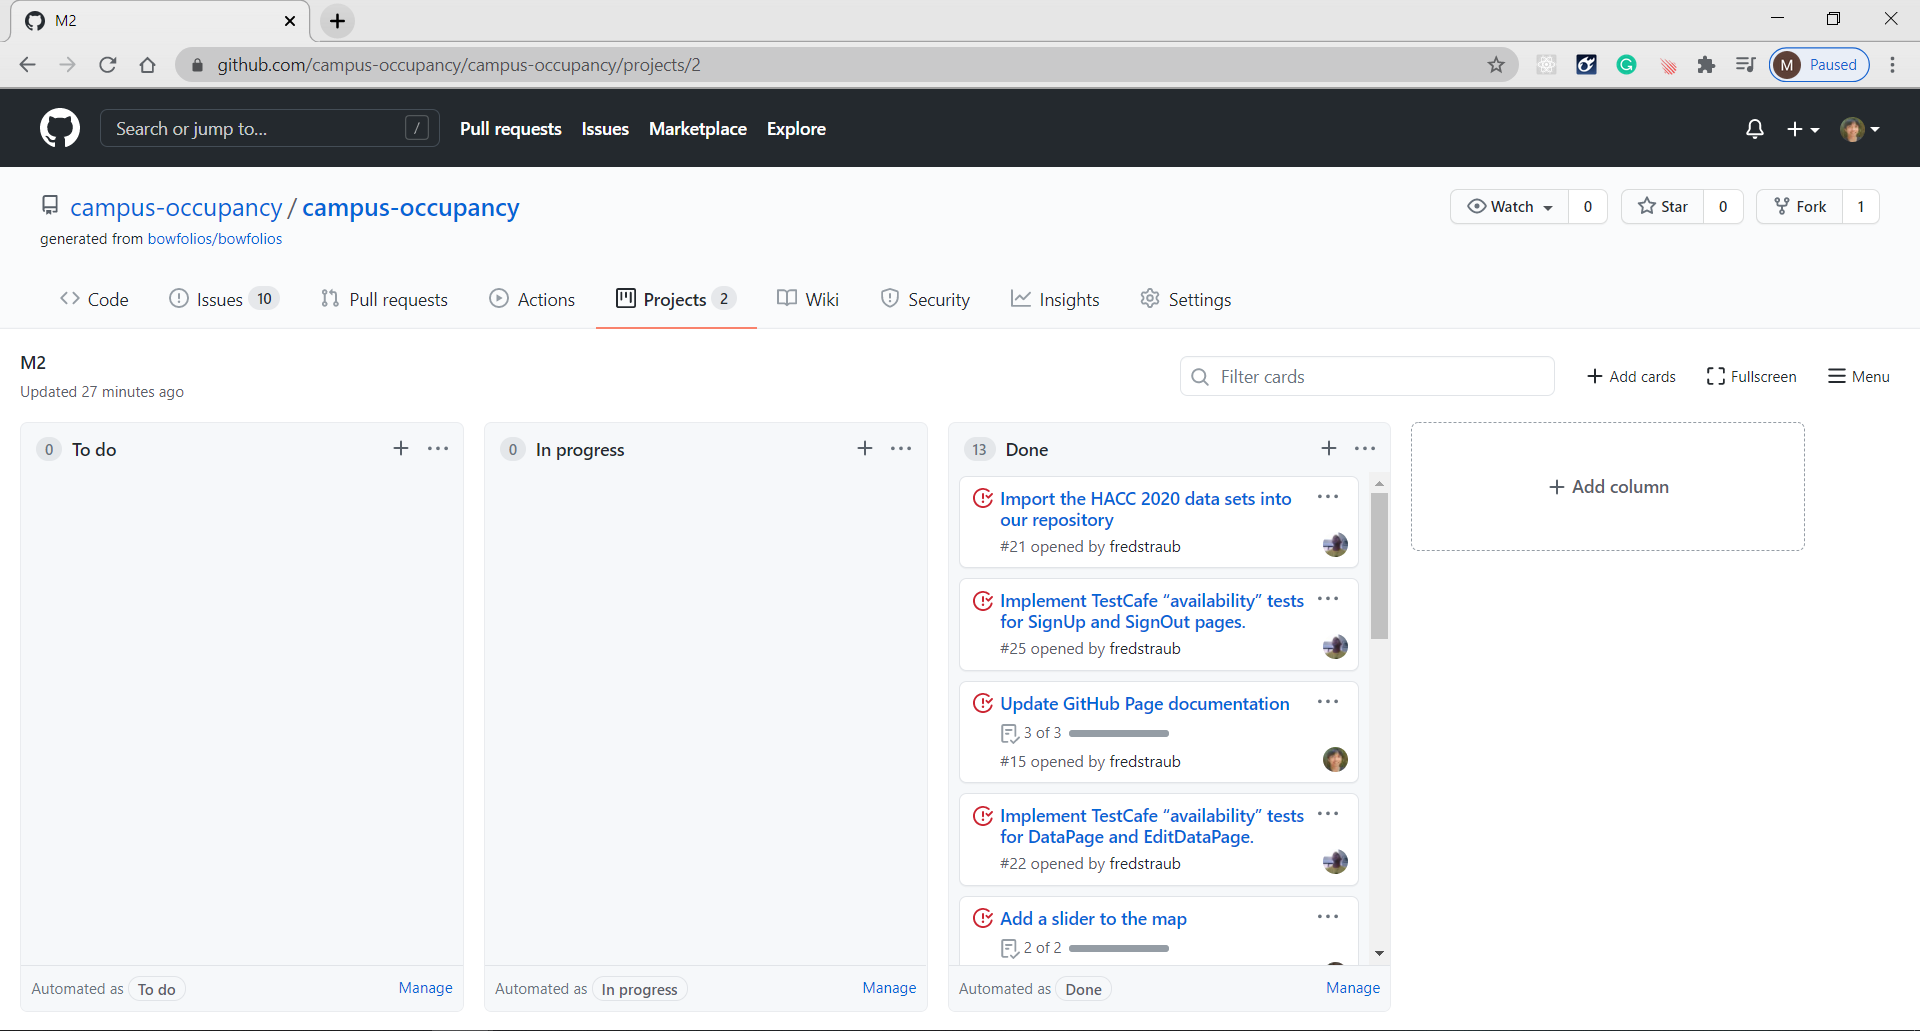 M2
github.com/campus-occupancy/campus-occupancy/projects/2
M Paused
Search or jump to... /
Pull requests Issues Marketplace Explore
campus-occupancy / campus-occupancy
Watch 0 Star 0 Fork 1
generated from bowfolios/bowfolios
Code Issues 10 Pull requests Actions Projects 2 Wiki Security Insights Settings
M2
Updated 27 minutes ago
Filter cards
Add cards Fullscreen Menu
0 To do
0 In progress
13 Done
Import the HACC 2020 data sets into
our repository
#21 opened by fredstraub
Implement TestCafe “availability” tests
for SignUp and SignOut pages.
#25 opened by fredstraub
Update GitHub Page documentation
3 of 3
#15 opened by fredstraub
Implement TestCafe “availability” tests
for DataPage and EditDataPage.
#22 opened by fredstraub
Add a slider to the map
2 of 2
Add column
Automated as To do Manage
Automated as In progress Manage
Automated as Done Manage